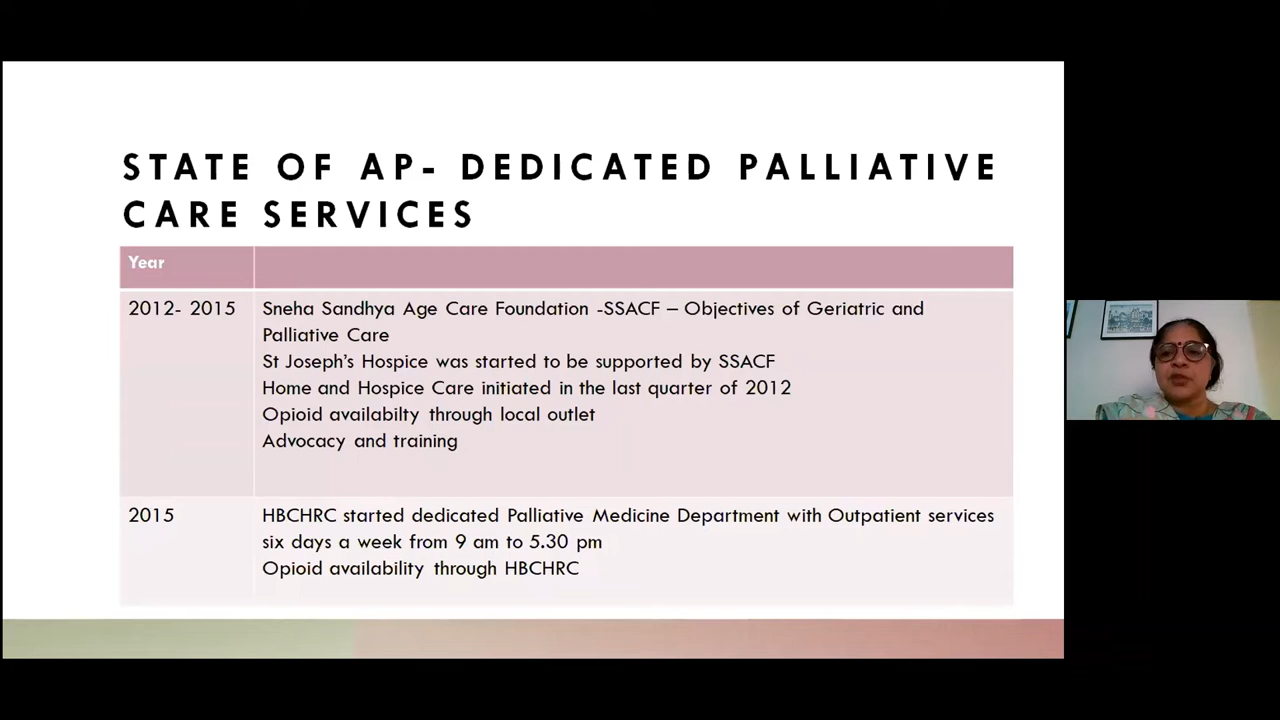 STATE OF AP- DEDICATED PALLIATIVE
CARE SERVICES
Year
2012- 2015
Sneha Sandhya Age Care Foundation -SSACF – Objectives of Geriatric and
Palliative Care
St Joseph's Hospice was started to be supported by SSACF
Home and Hospice Care initiated in the last quarter of 2012
Opioid availabilty through local outlet
Advocacy and training
2015
HBCHRC started dedicated Palliative Medicine Department with Outpatient services
six days a week from 9 am to 5.30 pm
Opioid availability through HBCHRC